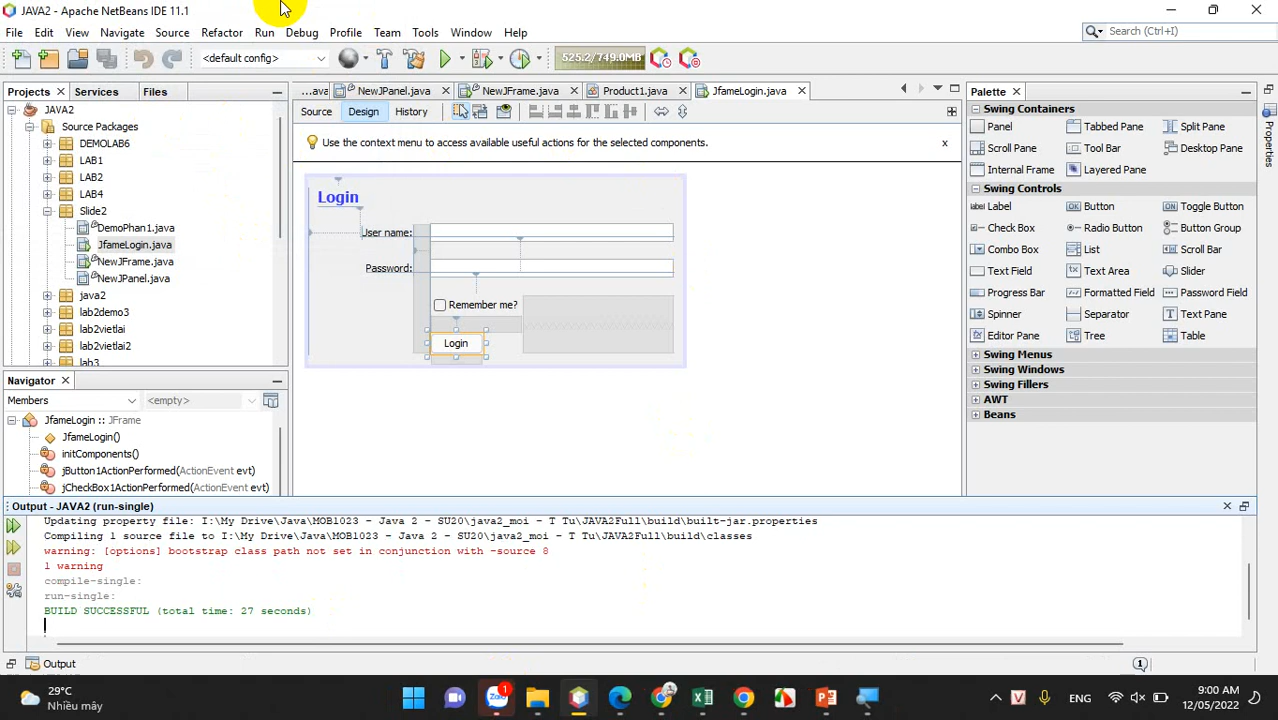 JAVA2 - Apache NetBeans IDE 11.1
File Edit View Navigate Source Refactor Run Debug Profile Team Tools Window Help
Search (Ctrl+I)
<default config>
525.2/749.0MB
Projects Services Files
...ava NewJPanel.java NewJFrame.java Product1.java JfameLogin.java
Palette
Source Design History
Use the context menu to access available useful actions for the selected components.
x
JAVA2
Source Packages
DEMOLAB6
LAB1
LAB2
LAB4
Slide2
DemoPhan1.java
JfameLogin.java
NewJFrame.java
NewJPanel.java
java2
lab2demo3
lab2vietlai
lab2vietlai2
lab3
Login
User name:
Password:
Remember me?
Login
Swing Containers
Panel Tabbed Pane Split Pane
Scroll Pane Tool Bar Desktop Pane
Internal Frame Layered Pane
Swing Controls
Label Button Toggle Button
Check Box Radio Button Button Group
Combo Box List Scroll Bar
Text Field Text Area Slider
Progress Bar Formatted Field Password Field
Spinner Separator Text Pane
Editor Pane Tree Table
Swing Menus
Swing Windows
Swing Fillers
AWT
Beans
Properties
Navigator
Members <empty>
JfameLogin :: JFrame
JfameLogin()
initComponents()
jButton1ActionPerformed(ActionEvent evt)
jCheckBox1ActionPerformed(ActionEvent evt)
Output - JAVA2 (run-single)
Updating property file: I:\My Drive\Java\MOB1023 - Java 2 - SU20\java2_moi - T Tu\JAVA2Full\build\built-jar.properties
Compiling 1 source file to I:\My Drive\Java\MOB1023 - Java 2 - SU20\java2_moi - T Tu\JAVA2Full\build\classes
warning: [options] bootstrap class path not set in conjunction with -source 8
1 warning
compile-single:
run-single:
BUILD SUCCESSFUL (total time: 27 seconds)
Output
1
29°C
Nhiều mây
Zalo
1
V
ENG
9:00 AM
12/05/2022